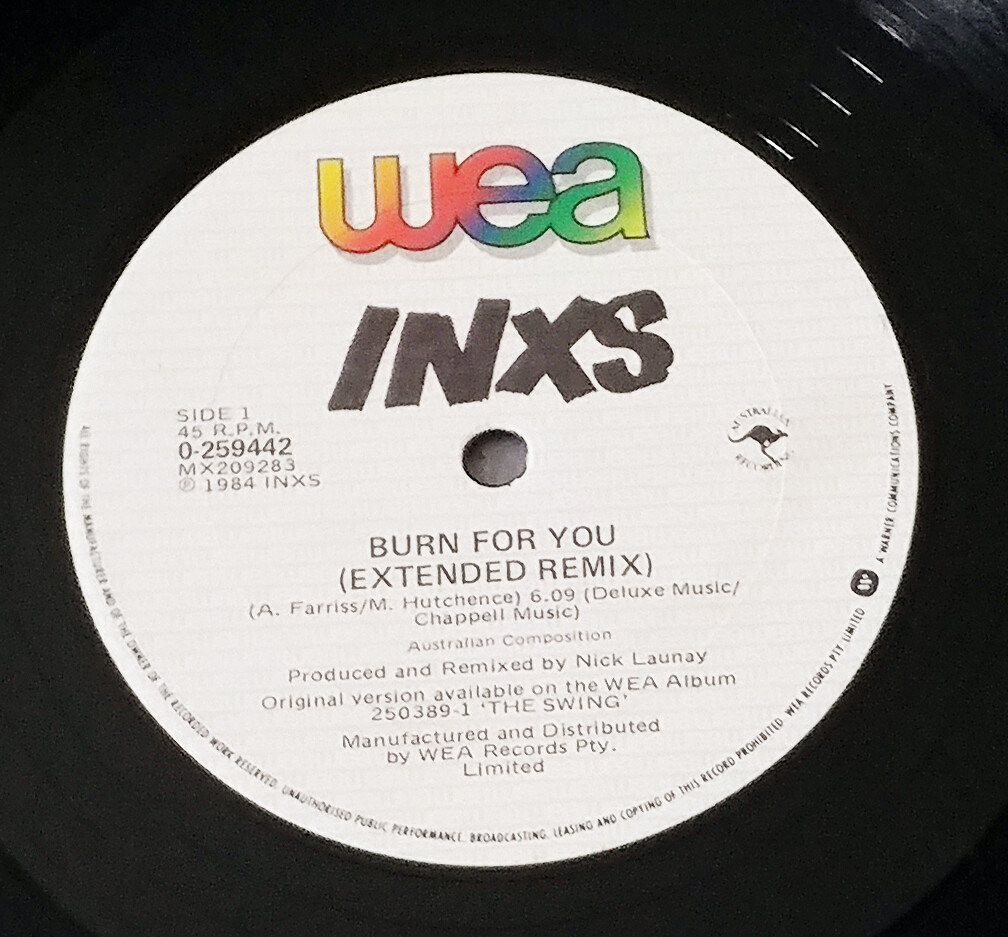 wea
INXS
SIDE 1
45 R.P.M.
0-259442
MX209283
℗ 1984 INXS
AUSTRALIAN
RECORDING
BURN FOR YOU
(EXTENDED REMIX)
(A. Farriss/M. Hutchence) 6.09 (Deluxe Music/
Chappell Music)
Australian Composition
Produced and Remixed by Nick Launay
Original version available on the WEA Album
250389-1 'THE SWING'
Manufactured and Distributed
by WEA Records Pty.
Limited
ALL RIGHTS OF THE MANUFACTURER AND OF THE OWNER OF THE RECORDED WORK RESERVED. UNAUTHORISED PUBLIC PERFORMANCE, BROADCASTING, LEASING AND COPYING OF THIS RECORD PROHIBITED. WEA RECORDS PTY LIMITED A WARNER COMMUNICATIONS COMPANY